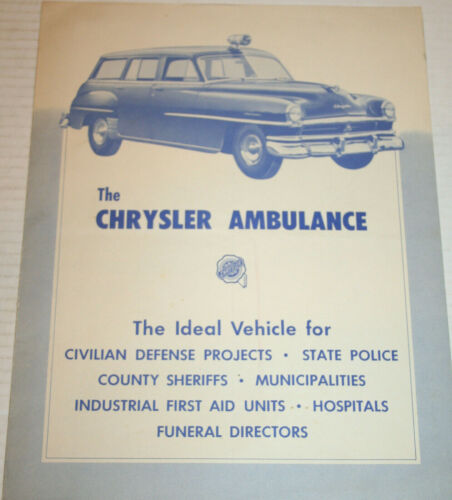 The
CHRYSLER AMBULANCE
The Ideal Vehicle for
CIVILIAN DEFENSE PROJECTS • STATE POLICE
COUNTY SHERIFFS • MUNICIPALITIES
INDUSTRIAL FIRST AID UNITS • HOSPITALS
FUNERAL DIRECTORS